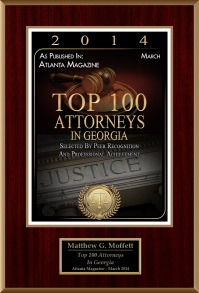 2014
AS PUBLISHED IN:
MARCH
ATLANTA MAGAZINE
TOP 100
ATTORNEYS
IN GEORGIA
SELECTED BY PEER RECOGNITION
AND PROFESSIONAL ACHIEVEMENT
JUSTICE
Matthew G. Moffett
Top 100 Attorneys
In Georgia
Atlanta Magazine - March 2014